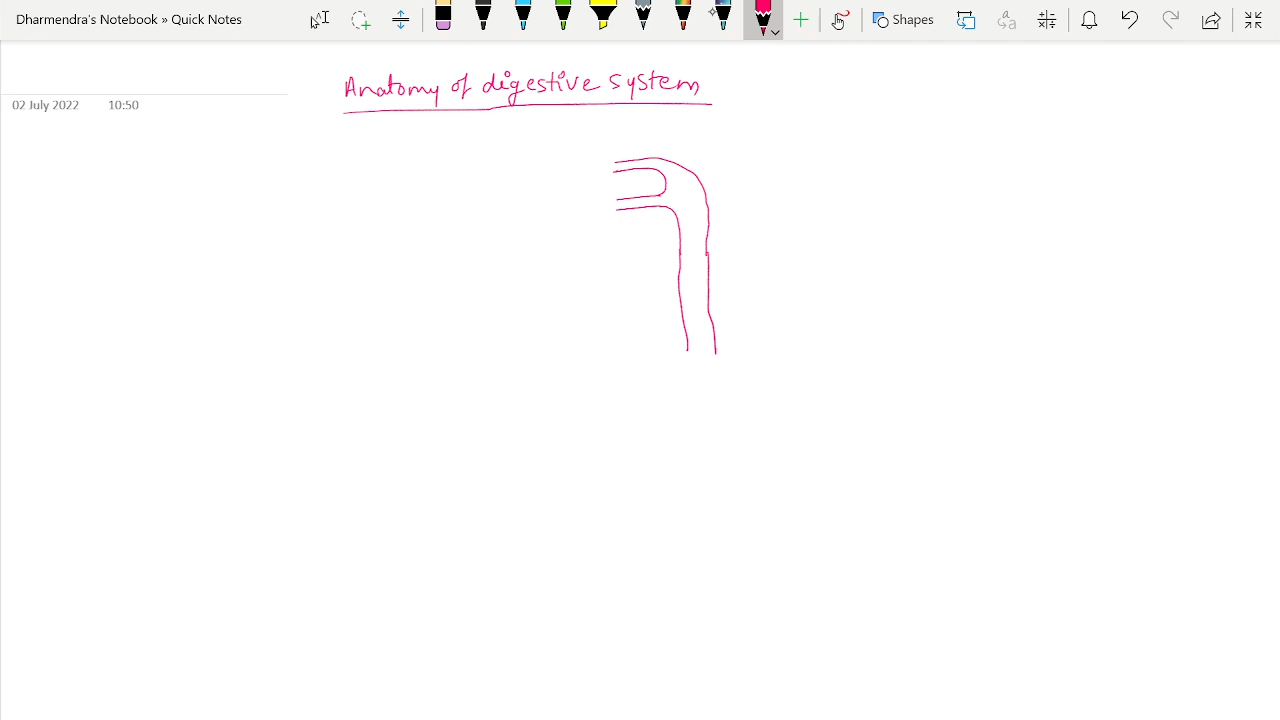 Dharmendra's Notebook » Quick Notes
Shapes
Anatomy of digestive system
02 July 2022 10:50